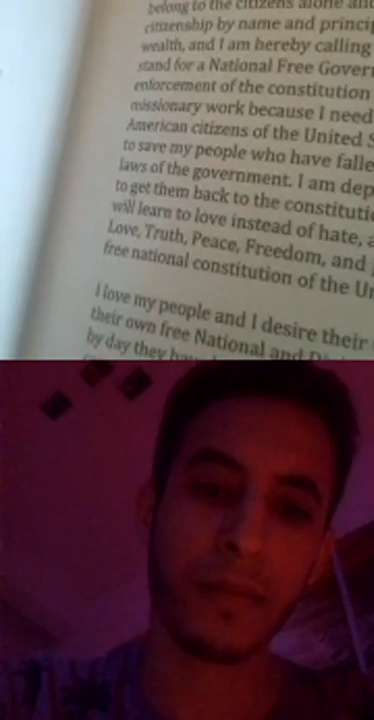 belong to the citizens alone and
citizenship by name and princip
wealth, and I am hereby calling
stand for a National Free Gover
enforcement of the constitution
missionary work because I need
American citizens of the United S
to save my people who have falle
laws of the government. I am dep
to get them back to the constitutio
will learn to love instead of hate, a
Love, Truth, Peace, Freedom, and J
free national constitution of the Un
I love my people and I desire their
their own free National and Di
by day they have